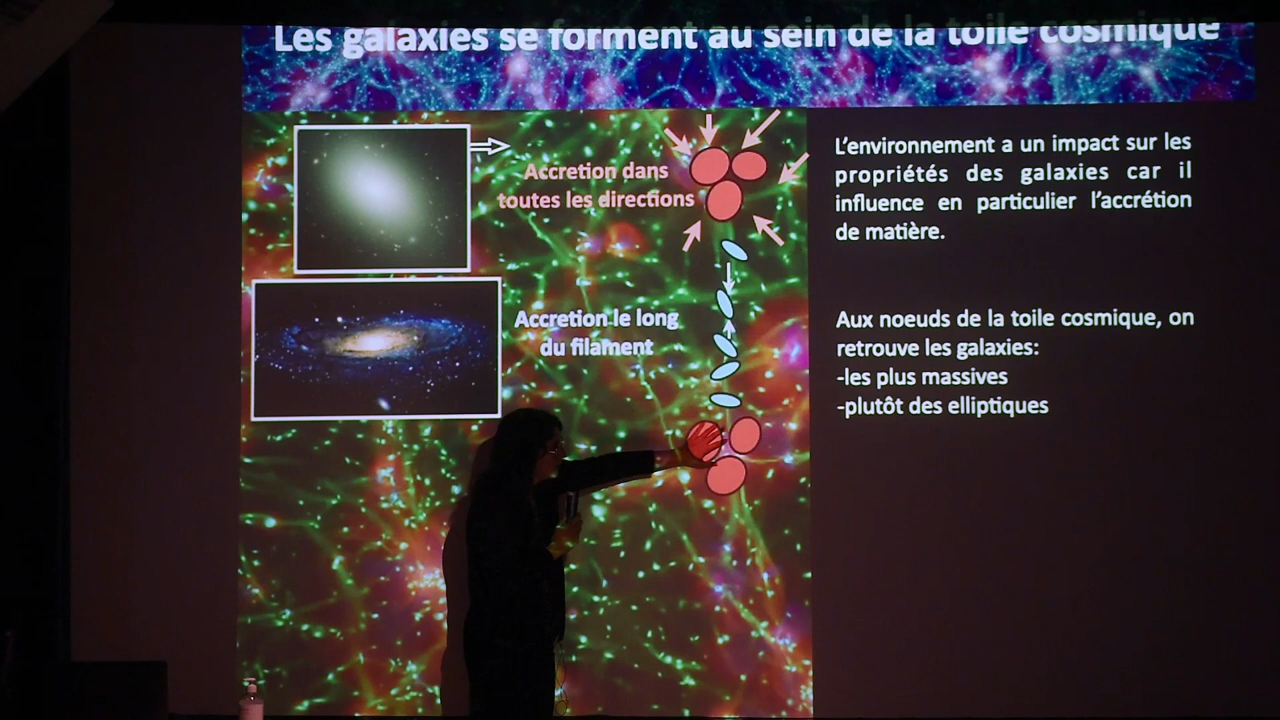 Les galaxies se forment au sein de la toile cosmique
Accretion dans
toutes les directions
Accretion le long
du filament
L'environnement a un impact sur les
propriétés des galaxies car il
influence en particulier l'accrétion
de matière.
Aux noeuds de la toile cosmique, on
retrouve les galaxies:
-les plus massives
-plutôt des elliptiques